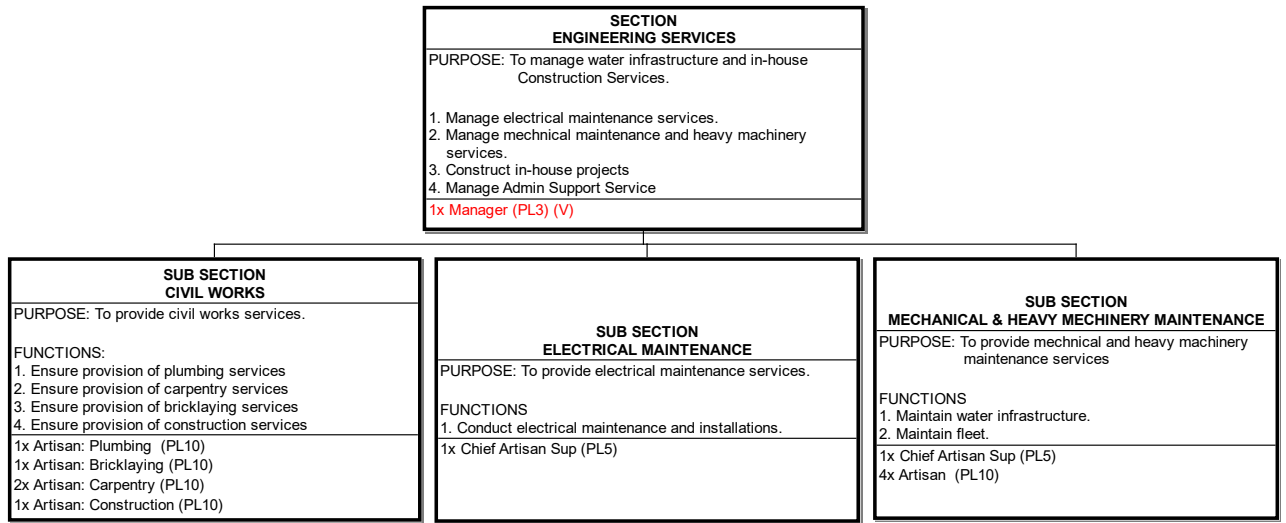 SECTION
ENGINEERING SERVICES
PURPOSE: To manage water infrastructure and in-house
Construction Services.
1. Manage electrical maintenance services.
2. Manage mechnical maintenance and heavy machinery
services.
3. Construct in-house projects
4. Manage Admin Support Service
1x Manager (PL3) (V)
SUB SECTION
CIVIL WORKS
PURPOSE: To provide civil works services.
FUNCTIONS:
1. Ensure provision of plumbing services
2. Ensure provision of carpentry services
3. Ensure provision of bricklaying services
4. Ensure provision of construction services
1x Artisan: Plumbing (PL10)
1x Artisan: Bricklaying (PL10)
2x Artisan: Carpentry (PL10)
1x Artisan: Construction (PL10)
SUB SECTION
ELECTRICAL MAINTENANCE
PURPOSE: To provide electrical maintenance services.
FUNCTIONS
1. Conduct electrical maintenance and installations.
1x Chief Artisan Sup (PL5)
SUB SECTION
MECHANICAL & HEAVY MECHINERY MAINTENANCE
PURPOSE: To provide mechnical and heavy machinery
maintenance services
FUNCTIONS
1. Maintain water infrastructure.
2. Maintain fleet.
1x Chief Artisan Sup (PL5)
4x Artisan (PL10)